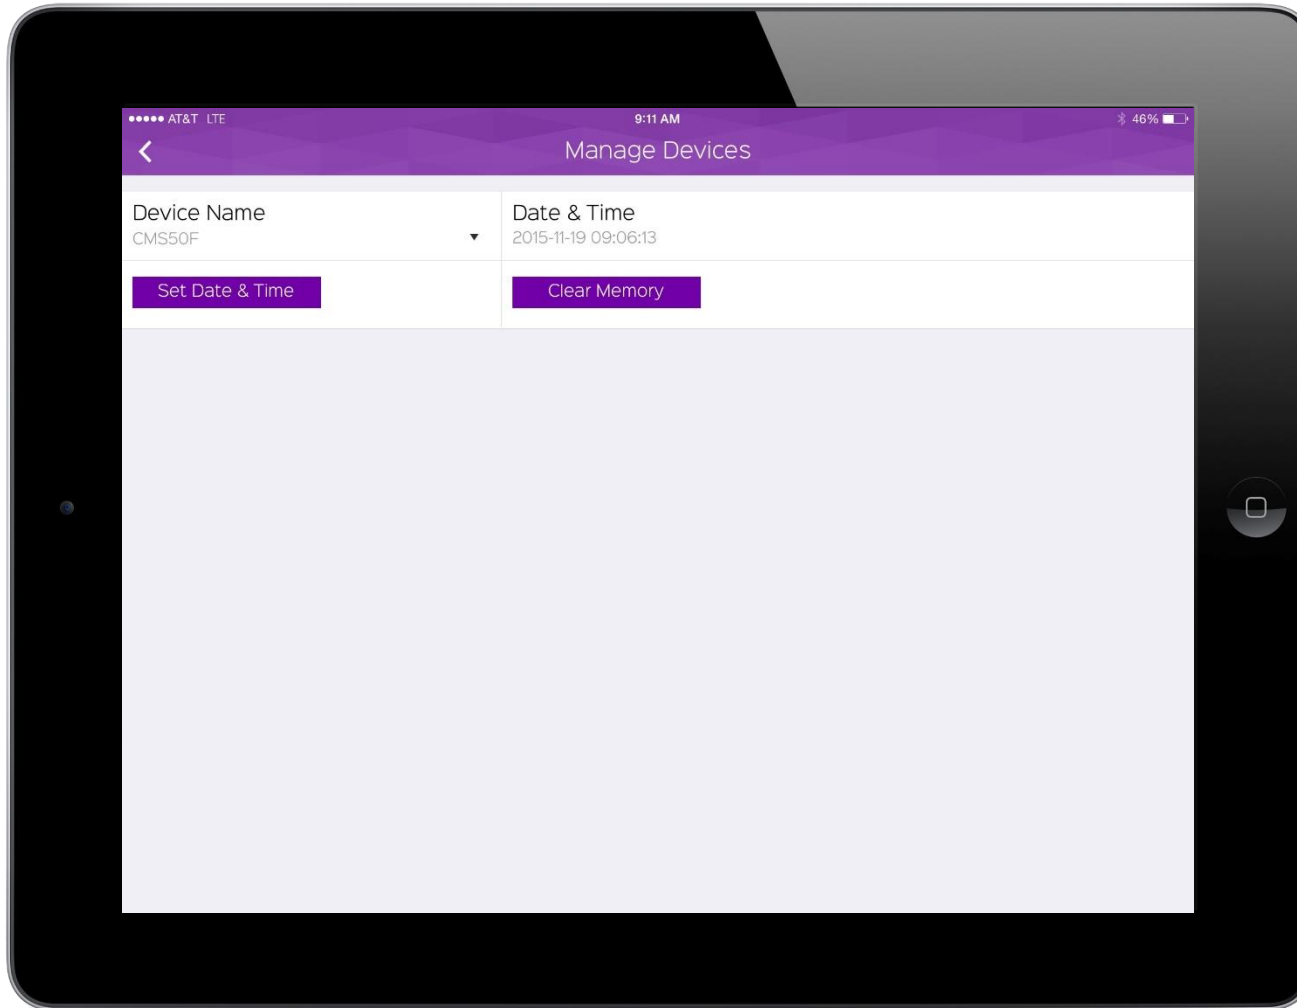 AT&T LTE
9:11 AM
46%
Manage Devices
Device Name
CMS50F
Date & Time
2015-11-19 09:06:13
Set Date & Time
Clear Memory